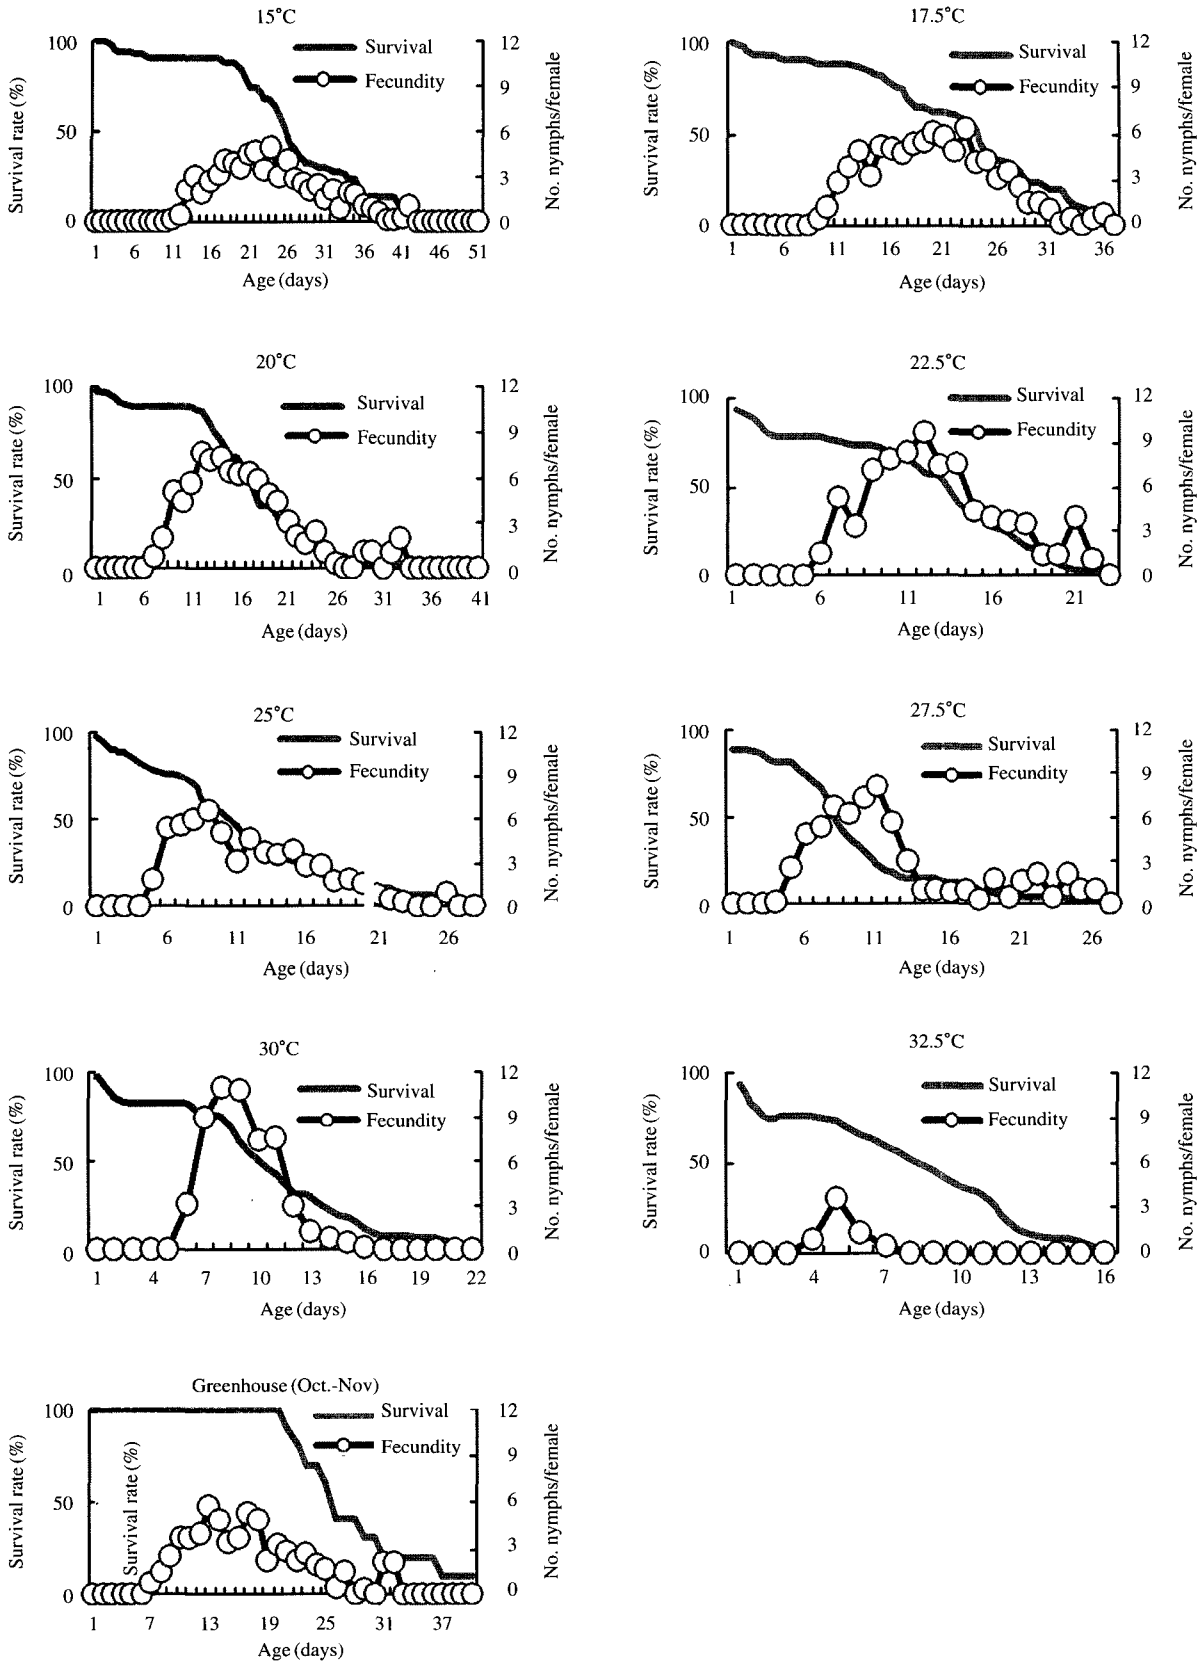 15°C
100
50
0
Survival rate (%)
Survival
Fecundity
12
9
6
3
0
No. nymphs/female
1 6 11 16 21 26 31 36 41 46 51
Age (days)
17.5°C
100
50
0
Survival rate (%)
Survival
Fecundity
12
9
6
3
0
No. nymphs/female
1 6 11 16 21 26 31 36
Age (days)
20°C
100
50
0
Survival rate (%)
Survival
Fecundity
12
9
6
3
0
No. nymphs/female
1 6 11 16 21 26 31 36 41
Age (days)
22.5°C
100
50
0
Survival rate (%)
Survival
Fecundity
12
9
6
3
0
No. nymphs/female
1 6 11 16 21
Age (days)
25°C
100
50
0
Survival rate (%)
Survival
Fecundity
12
9
6
3
0
No. nymphs/female
1 6 11 16 21 26
Age (days)
27.5°C
100
50
0
Survival rate (%)
Survival
Fecundity
12
9
6
3
0
No. nymphs/female
1 6 11 16 21 26
Age (days)
30°C
100
50
0
Survival rate (%)
Survival
Fecundity
12
9
6
3
0
No. nymphs/female
1 4 7 10 13 16 19 22
Age (days)
32.5°C
100
50
0
Survival rate (%)
Survival
Fecundity
12
9
6
3
0
No. nymphs/female
1 4 7 10 13 16
Age (days)
Greenhouse (Oct.-Nov)
100
50
0
Survival rate (%)
Survival rate (%)
Survival
Fecundity
12
9
6
3
0
No. nymphs/female
1 7 13 19 25 31 37
Age (days)